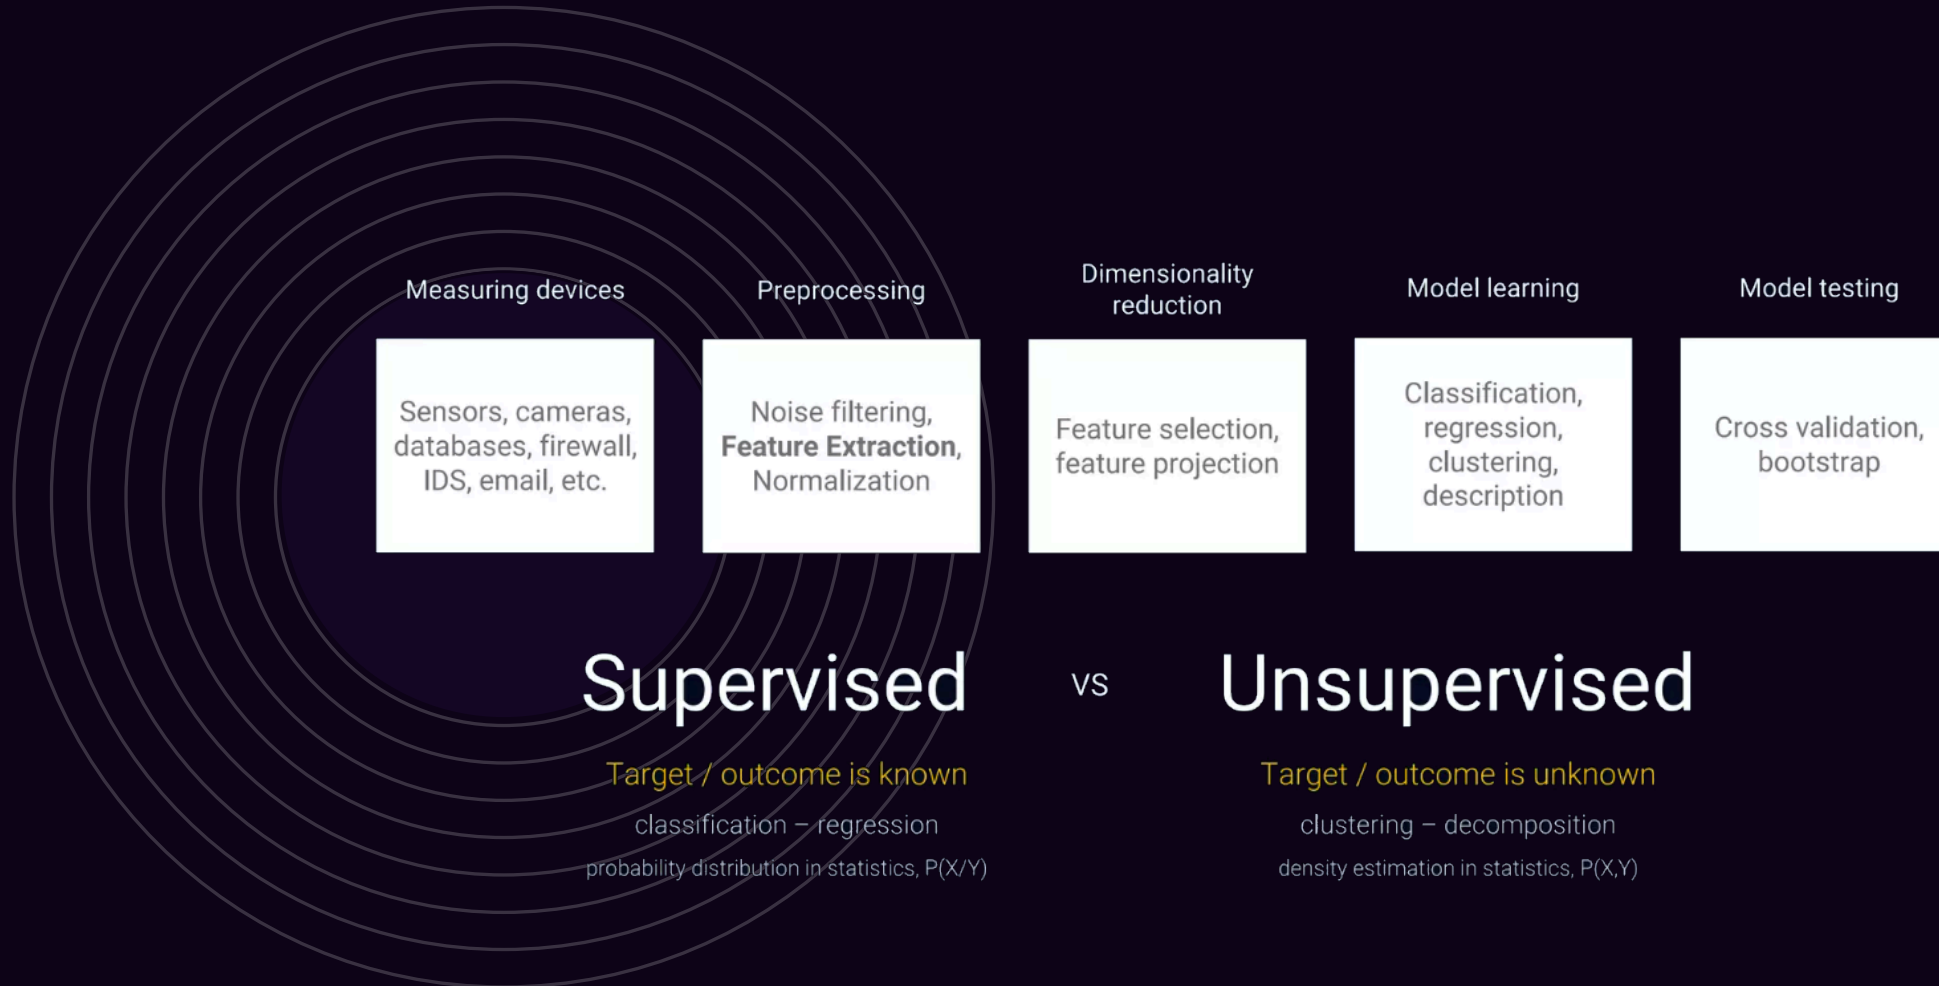 Measuring devices
Sensors, cameras,
databases, firewall,
IDS, email, etc.
Preprocessing
Noise filtering,
Feature Extraction,
Normalization
Dimensionality
reduction
Feature selection,
feature projection
Model learning
Classification,
regression,
clustering,
description
Model testing
Cross validation,
bootstrap
Supervised
vs
Unsupervised
Target / outcome is known
classification – regression
probability distribution in statistics, P(X/Y)
Target / outcome is unknown
clustering – decomposition
density estimation in statistics, P(X,Y)